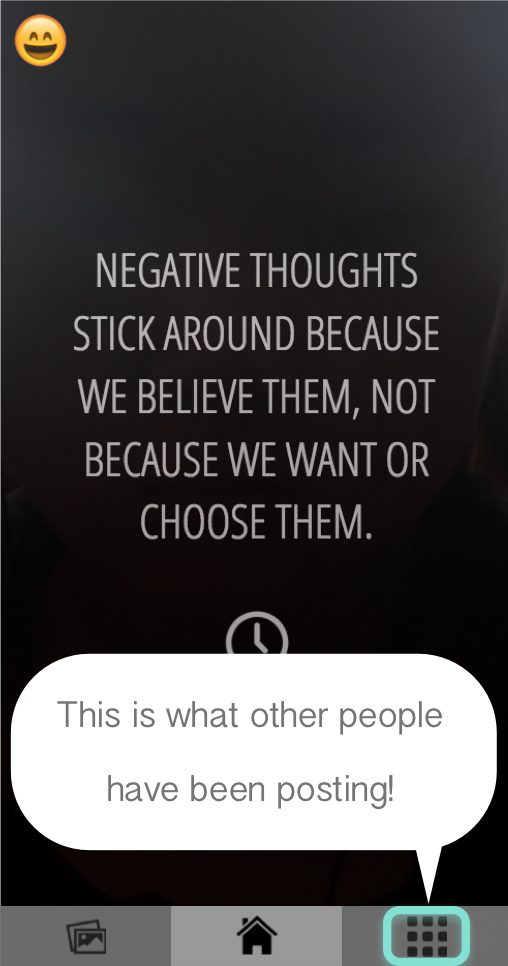 NEGATIVE THOUGHTS
STICK AROUND BECAUSE
WE BELIEVE THEM, NOT
BECAUSE WE WANT OR
CHOOSE THEM.
This is what other people
have been posting!